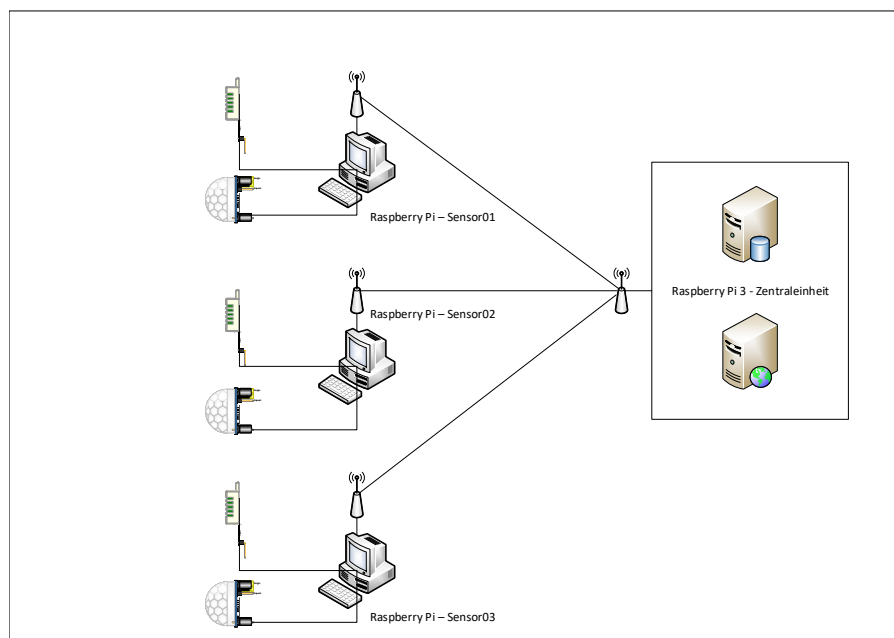 Raspberry Pi – Sensor01
Raspberry Pi – Sensor02
Raspberry Pi 3 - Zentraleinheit
Raspberry Pi – Sensor03